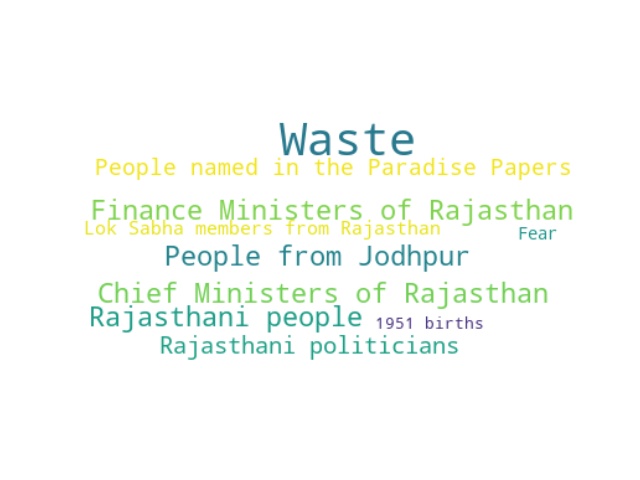 Waste
People named in the Paradise Papers
Finance Ministers of Rajasthan
Lok Sabha members from Rajasthan
Fear
People from Jodhpur
Chief Ministers of Rajasthan
Rajasthani people
1951 births
Rajasthani politicians